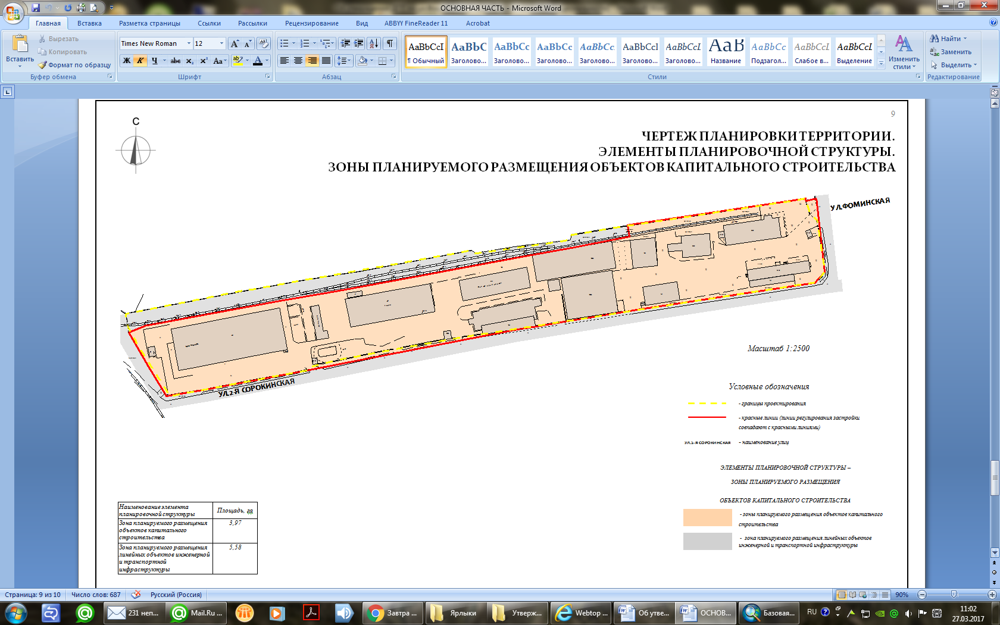 ОСНОВНАЯ ЧАСТЬ - Microsoft Word
Главная Вставка Разметка страницы Ссылки Рассылки Рецензирование Вид ABBYY FineReader 11 Acrobat
Вставить
Вырезать
Копировать
Формат по образцу
Буфер обмена
Times New Roman 12
Ж К Ч abc x₂ x² Aa
Шрифт
Абзац
AaBbCcI AaBbC AaBbCc AaBbCc AaBbCc. AaBbCcI AaBbCcL AaB AaBbCc AaBbCcL AaBbCcL
¶ Обычный Заголово... Заголово... Заголово... Заголово... Заголово... Заголово... Название Подзагол... Слабое в... Выделение
Стили
Изменить
стили
Найти
Заменить
Выделить
Редактирование
9
С
ЧЕРТЕЖ ПЛАНИРОВКИ ТЕРРИТОРИИ.
ЭЛЕМЕНТЫ ПЛАНИРОВОЧНОЙ СТРУКТУРЫ.
ЗОНЫ ПЛАНИРУЕМОГО РАЗМЕЩЕНИЯ ОБЪЕКТОВ КАПИТАЛЬНОГО СТРОИТЕЛЬСТВА
УЛ.ФОМИНСКАЯ
УЛ.2-Я СОРОКИНСКАЯ
Масштаб 1:2500
Условные обозначения
- границы проектирования
- красные линии (линии регулирования застройки
совпадают с красными линиями)
УЛ.2-Я СОРОКИНСКАЯ - наименование улиц
ЭЛЕМЕНТЫ ПЛАНИРОВОЧНОЙ СТРУКТУРЫ –
ЗОНЫ ПЛАНИРУЕМОГО РАЗМЕЩЕНИЯ
ОБЪЕКТОВ КАПИТАЛЬНОГО СТРОИТЕЛЬСТВА
- зоны планируемого размещения объектов капитального
строительства
- зона планируемого размещения линейных объектов
инженерной и транспортной инфраструктуры
Наименование элемента
планировочной структуры
Площадь, га
Зона планируемого размещения
объектов капитального
строительства
3,97
Зона планируемого размещения
линейных объектов инженерной
и транспортной
инфраструктуры
5,58
Страница: 9 из 10 Число слов: 687 Русский (Россия) 90%
231 неп... Mail.Ru ... Завтра ... Ярлыки Утверж... Webtop ... Об утве... ОСНОВ... Базовая... RU 11:02
27.03.2017